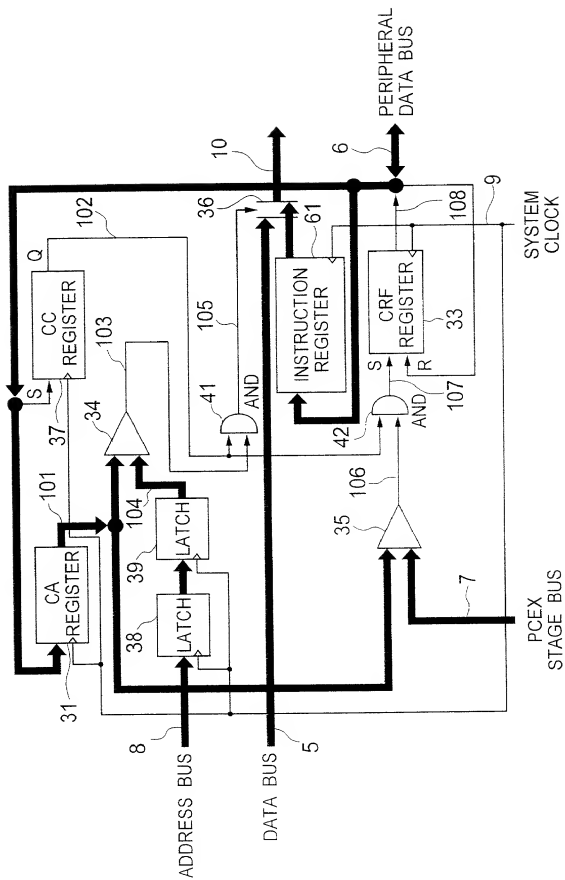 PERIPHERAL
DATA BUS
6
10
36
102
Q
CC
REGISTER
S
37
103
34
105
41
AND
INSTRUCTION
REGISTER
61
108
9
SYSTEM
CLOCK
CRF
REGISTER
33
S
R
107
AND
42
106
35
101
CA
REGISTER
31
104
LATCH
39
LATCH
38
8
ADDRESS BUS
5
DATA BUS
7
PCEX
STAGE BUS